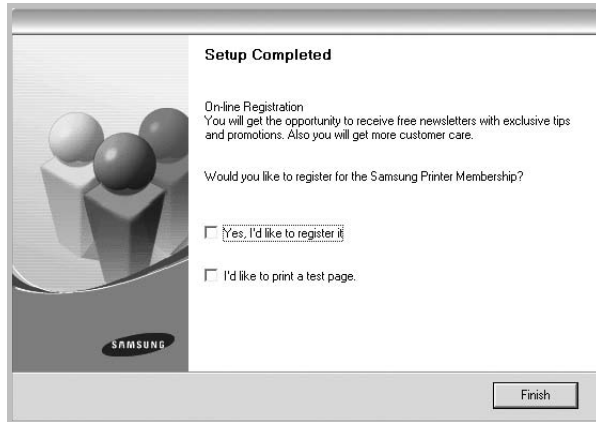 Setup Completed
On-line Registration
You will get the opportunity to receive free newsletters with exclusive tips
and promotions. Also you will get more customer care.
Would you like to register for the Samsung Printer Membership?
Yes, I'd like to register it
I'd like to print a test page.
SAMSUNG
Finish